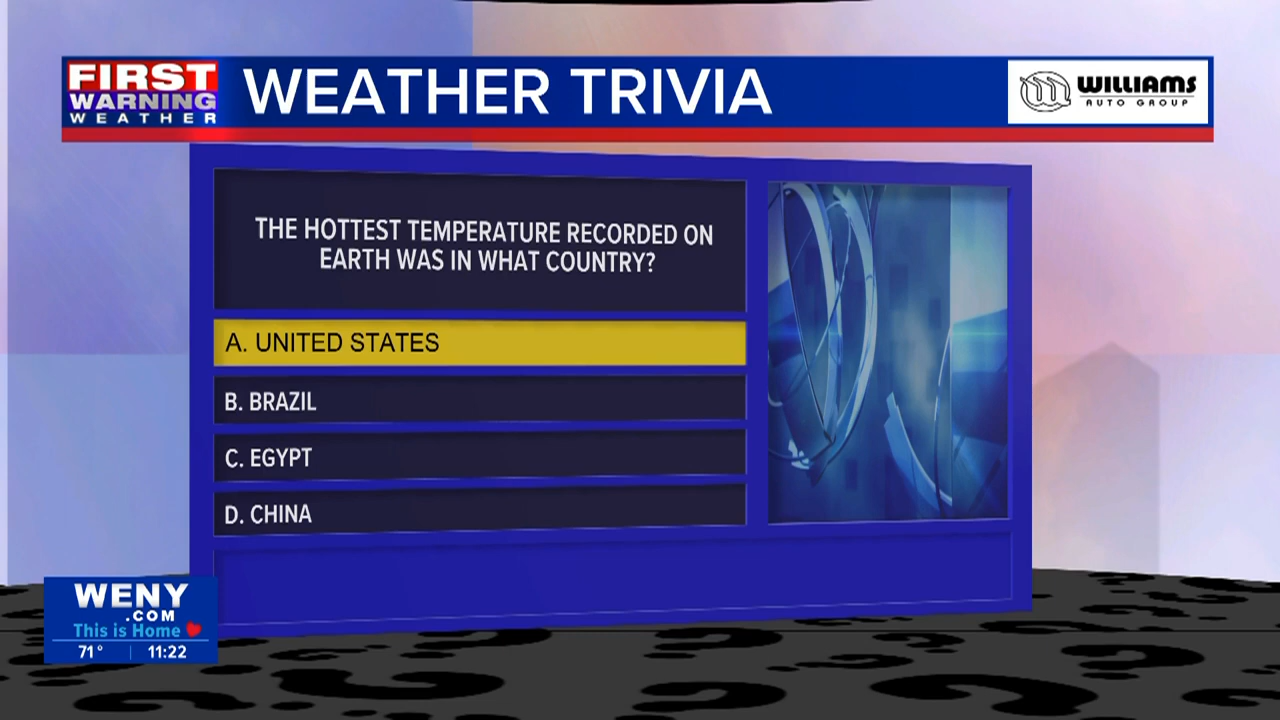 FIRST
WARNING
WEATHER
WEATHER TRIVIA
WILLIAMS
AUTO GROUP
THE HOTTEST TEMPERATURE RECORDED ON
EARTH WAS IN WHAT COUNTRY?
A. UNITED STATES
B. BRAZIL
C. EGYPT
D. CHINA
WENY
.COM
This is Home
71° 11:22